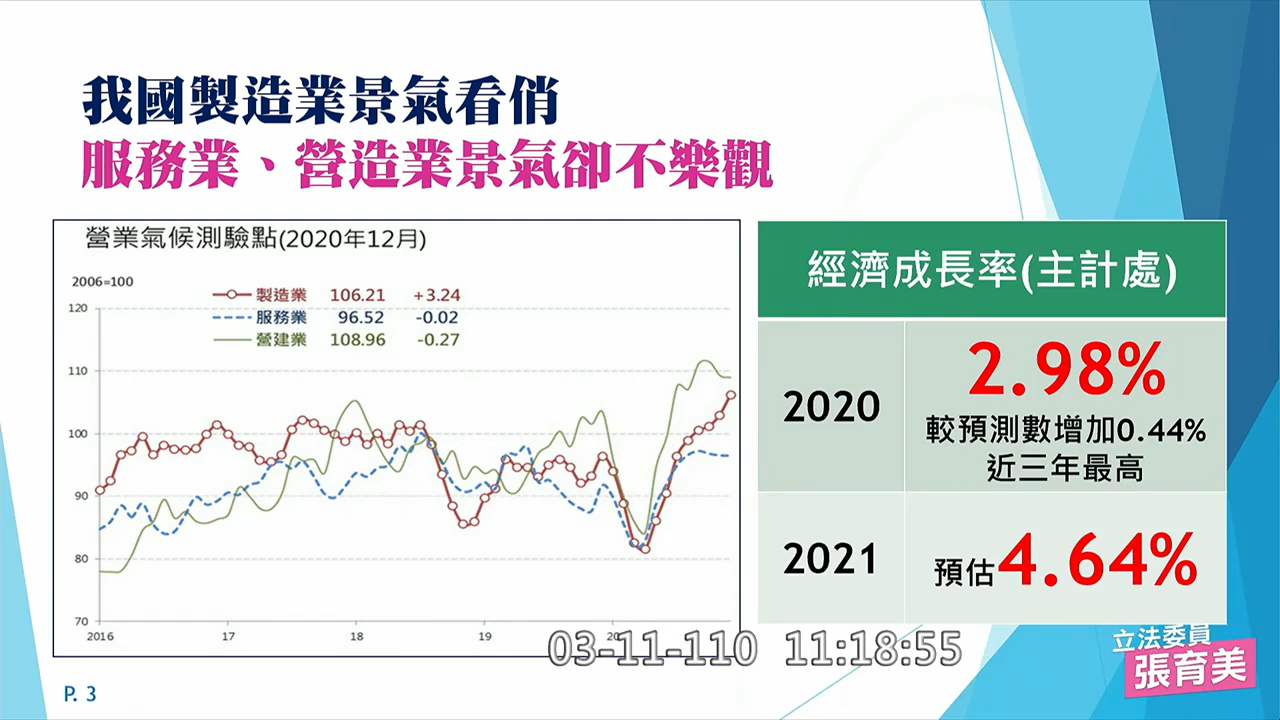 我國製造業景氣看俏
服務業、營造業景氣卻不樂觀
營業氣候測驗點(2020年12月)
2006=100
製造業 106.21 +3.24
服務業 96.52 -0.02
營建業 108.96 -0.27
120
110
100
90
80
70
2016 17 18 19 20
經濟成長率(主計處)
2020
2.98%
較預測數增加0.44%
近三年最高
2021
預估4.64%
03-11-110 11:18:55
立法委員
張育美
P. 3